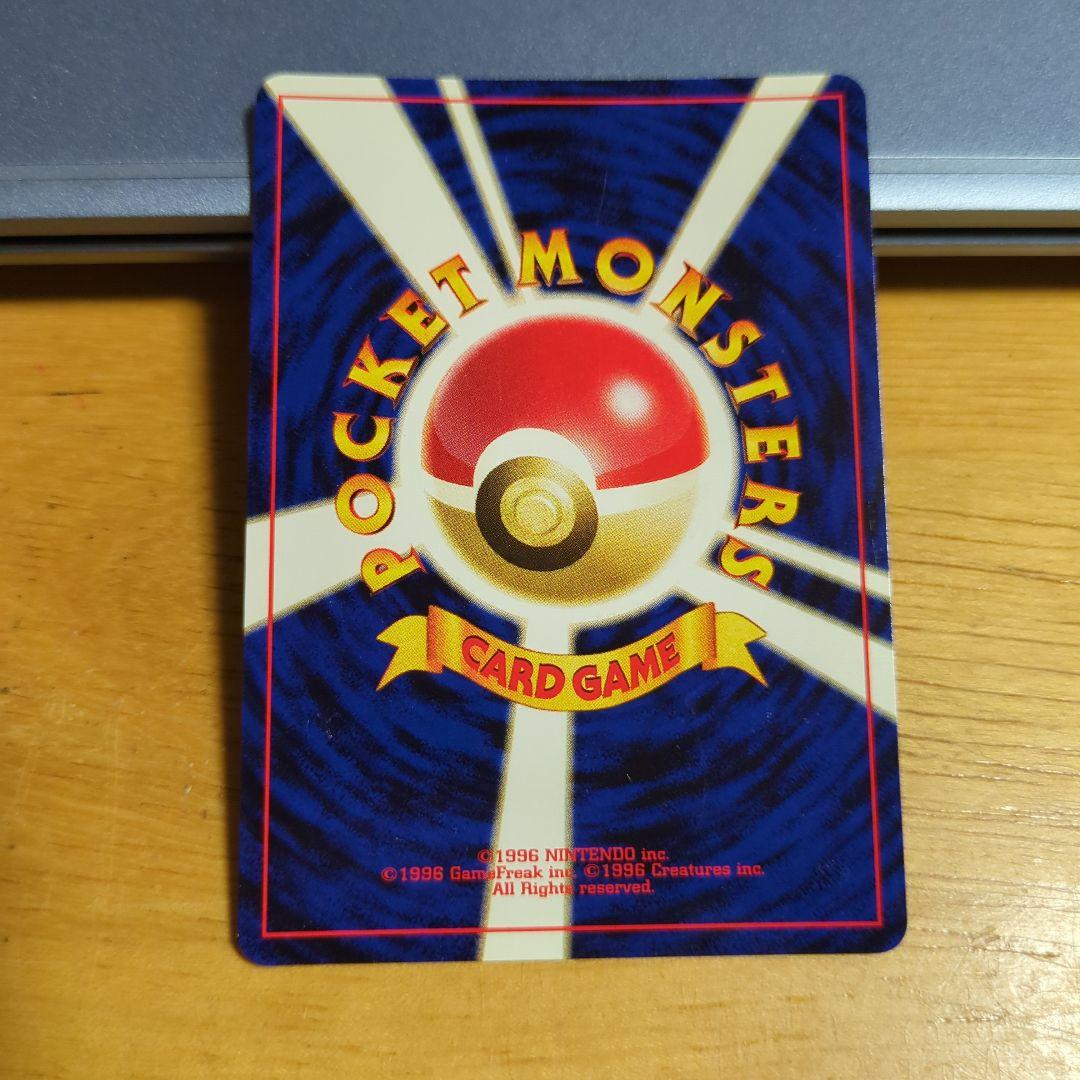 POCKET MONSTERS
CARD GAME
©1996 NINTENDO inc.
©1996 GameFreak inc. ©1996 Creatures inc.
All Rights reserved.